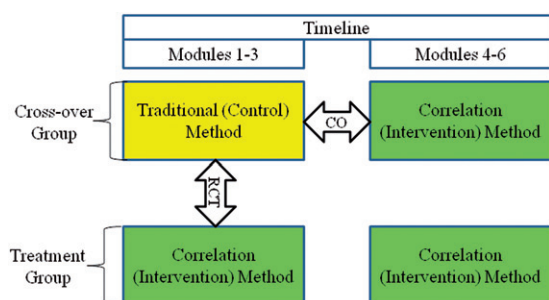 Timeline
Modules 1-3
Modules 4-6
Cross-over
Group
Traditional (Control)
Method
CO
Correlation
(Intervention) Method
RCT
Treatment
Group
Correlation
(Intervention) Method
Correlation
(Intervention) Method